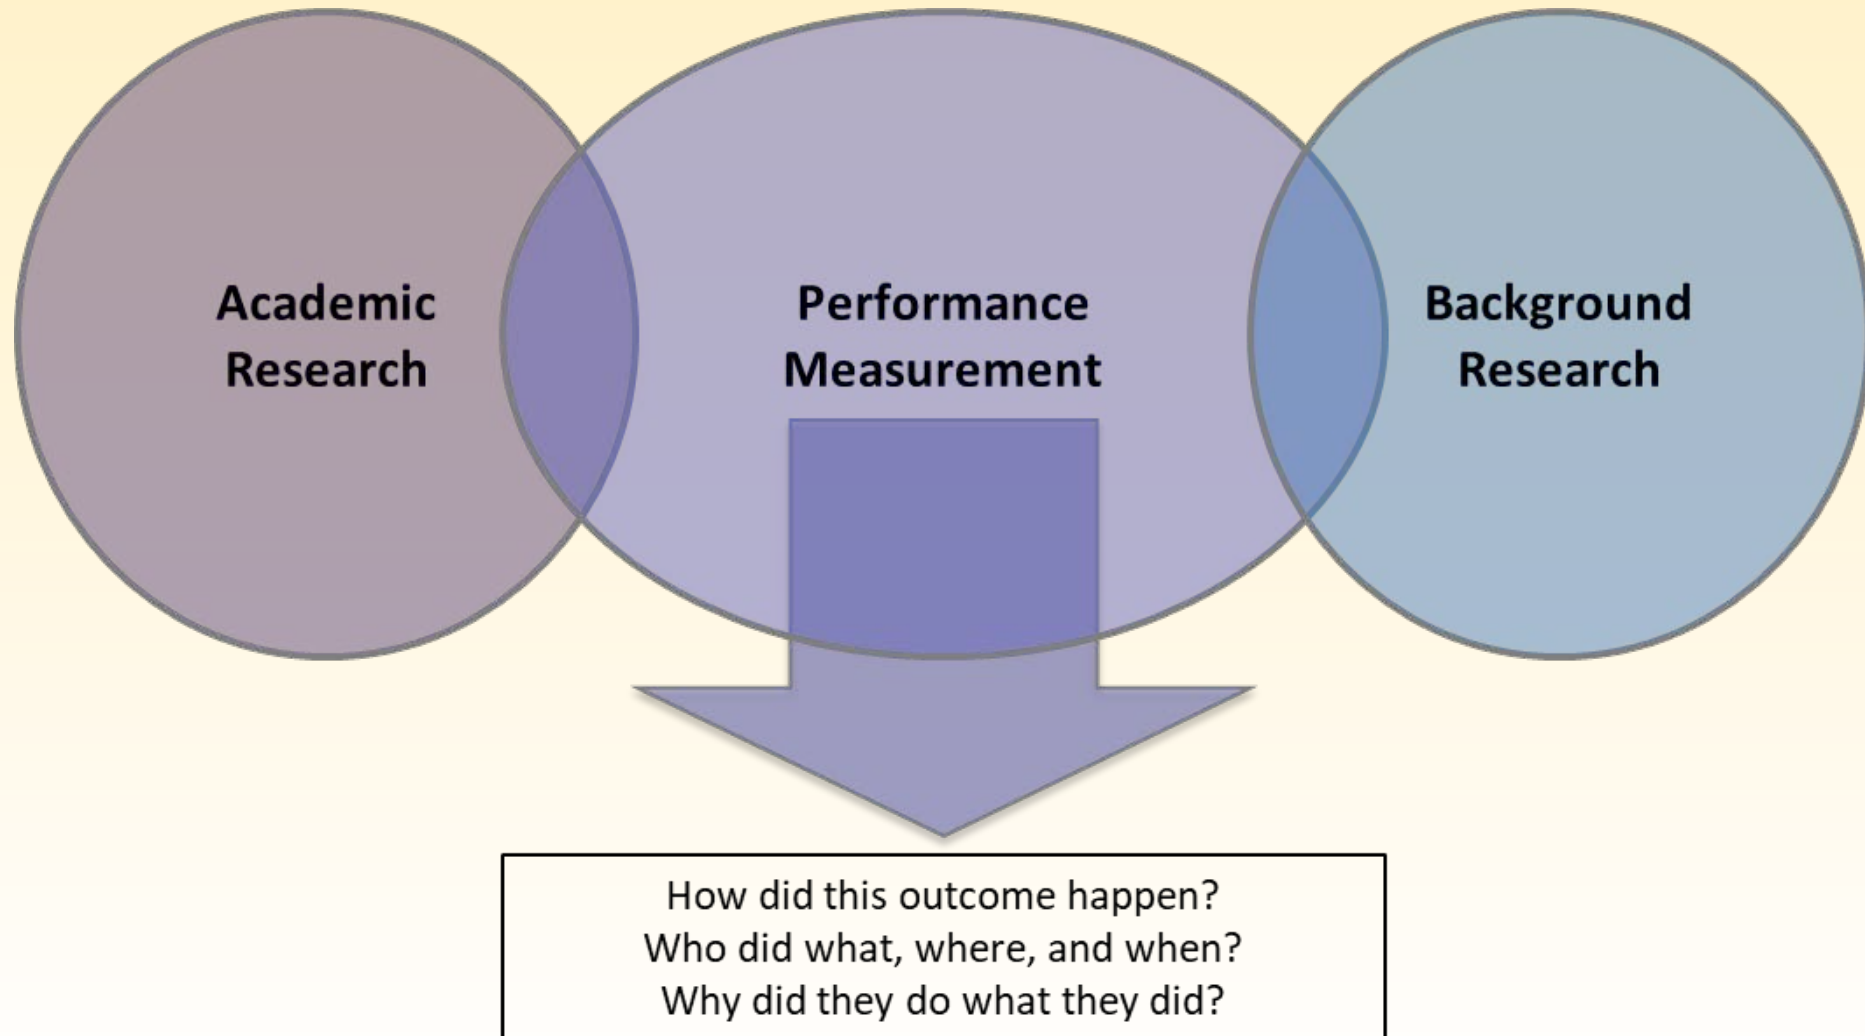 Academic
Research
Performance
Measurement
Background
Research
How did this outcome happen?
Who did what, where, and when?
Why did they do what they did?